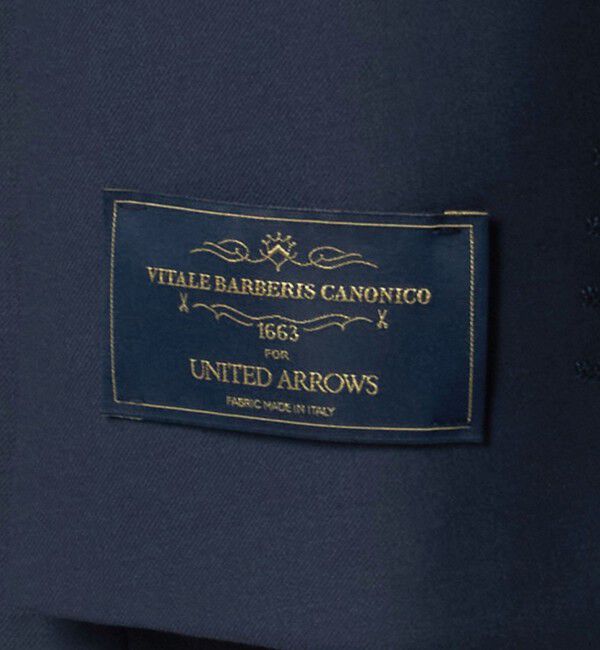 VITALE BARBERIS CANONICO
1663
FOR
UNITED ARROWS
FABRIC MADE IN ITALY